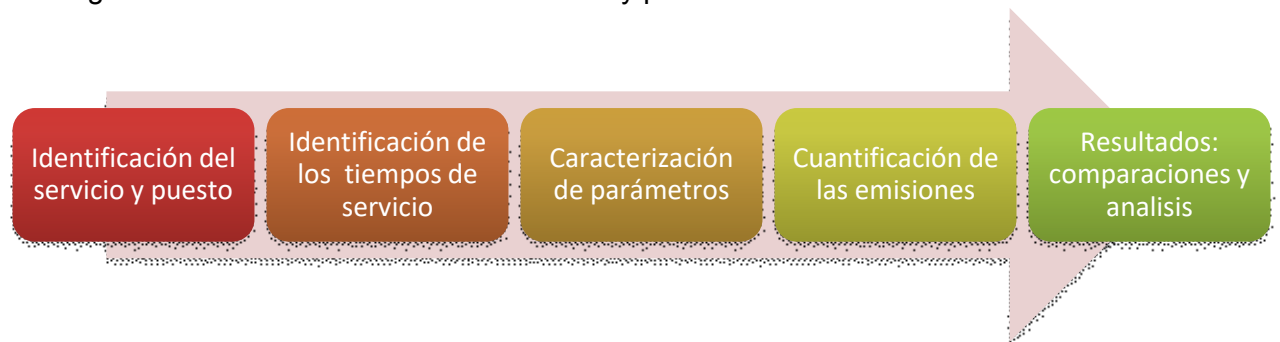 Identificación del
servicio y puesto
Identificación de
los tiempos de
servicio
Caracterización
de parámetros
Cuantificación de
las emisiones
Resultados:
comparaciones y
analisis